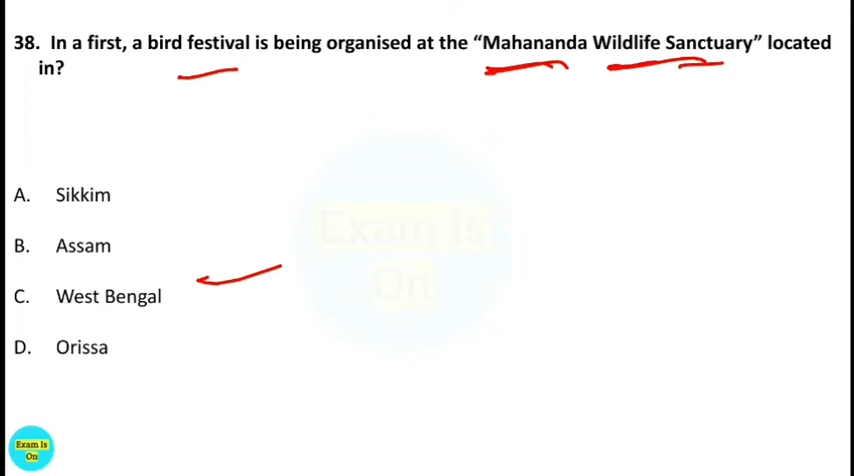 38. In a first, a bird festival is being organised at the “Mahananda Wildlife Sanctuary” located
in?
Exam Is
On
A. Sikkim
B. Assam
C. West Bengal
D. Orissa
Exam Is
On